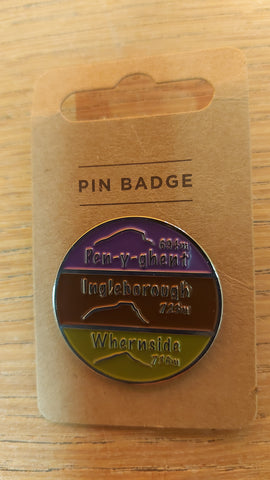 PIN BADGE
694m
Pen-y-ghent
Ingleborough
723m
Whernside
736m